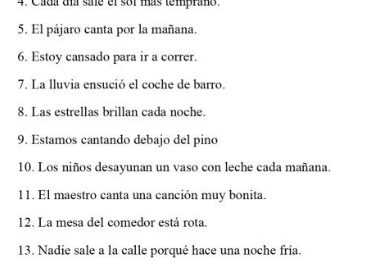 4. Cada día sale el sol más temprano.
5. El pájaro canta por la mañana.
6. Estoy cansado para ir a correr.
7. La lluvia ensució el coche de barro.
8. Las estrellas brillan cada noche.
9. Estamos cantando debajo del pino
10. Los niños desayunan un vaso con leche cada mañana.
11. El maestro canta una canción muy bonita.
12. La mesa del comedor está rota.
13. Nadie sale a la calle porqué hace una noche fría.